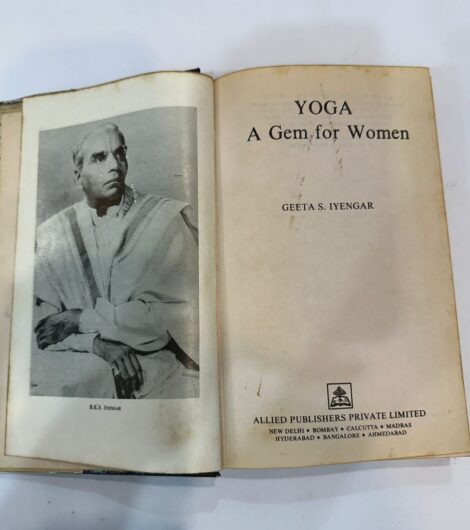 B.K.S. IYENGAR
YOGA
A Gem for Women
GEETA S. IYENGAR
ALLIED PUBLISHERS PRIVATE LIMITED
NEW DELHI • BOMBAY • CALCUTTA • MADRAS
HYDERABAD • BANGALORE • AHMEDABAD